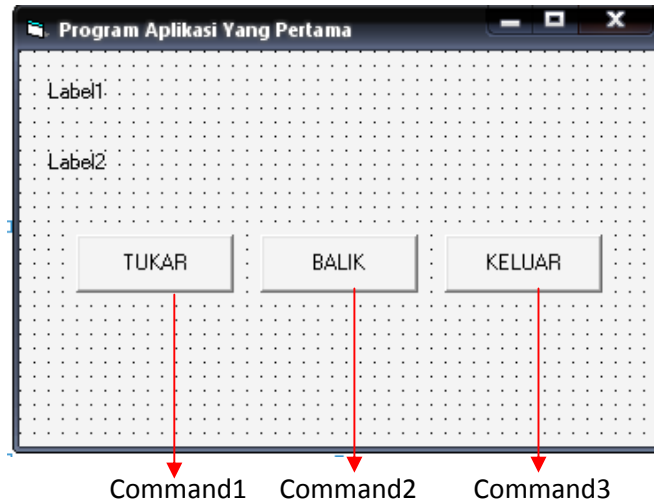 Program Aplikasi Yang Pertama
Label1
Label2
TUKAR BALIK KELUAR
Command1 Command2 Command3